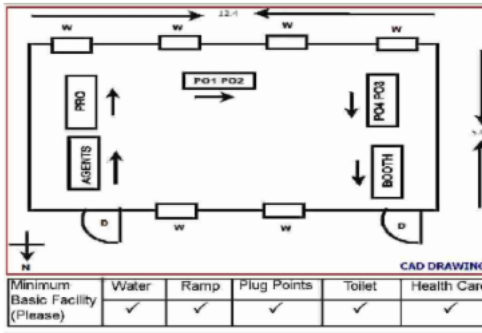 12.4
W W W W
PO1 PO2
PRO
PO4 PO3
AGENTS
BOOTH
D W W D
N
CAD DRAWING
Minimum Basic Facility (Please) Water Ramp Plug Points Toilet Health Care
✓ ✓ ✓ ✓ ✓